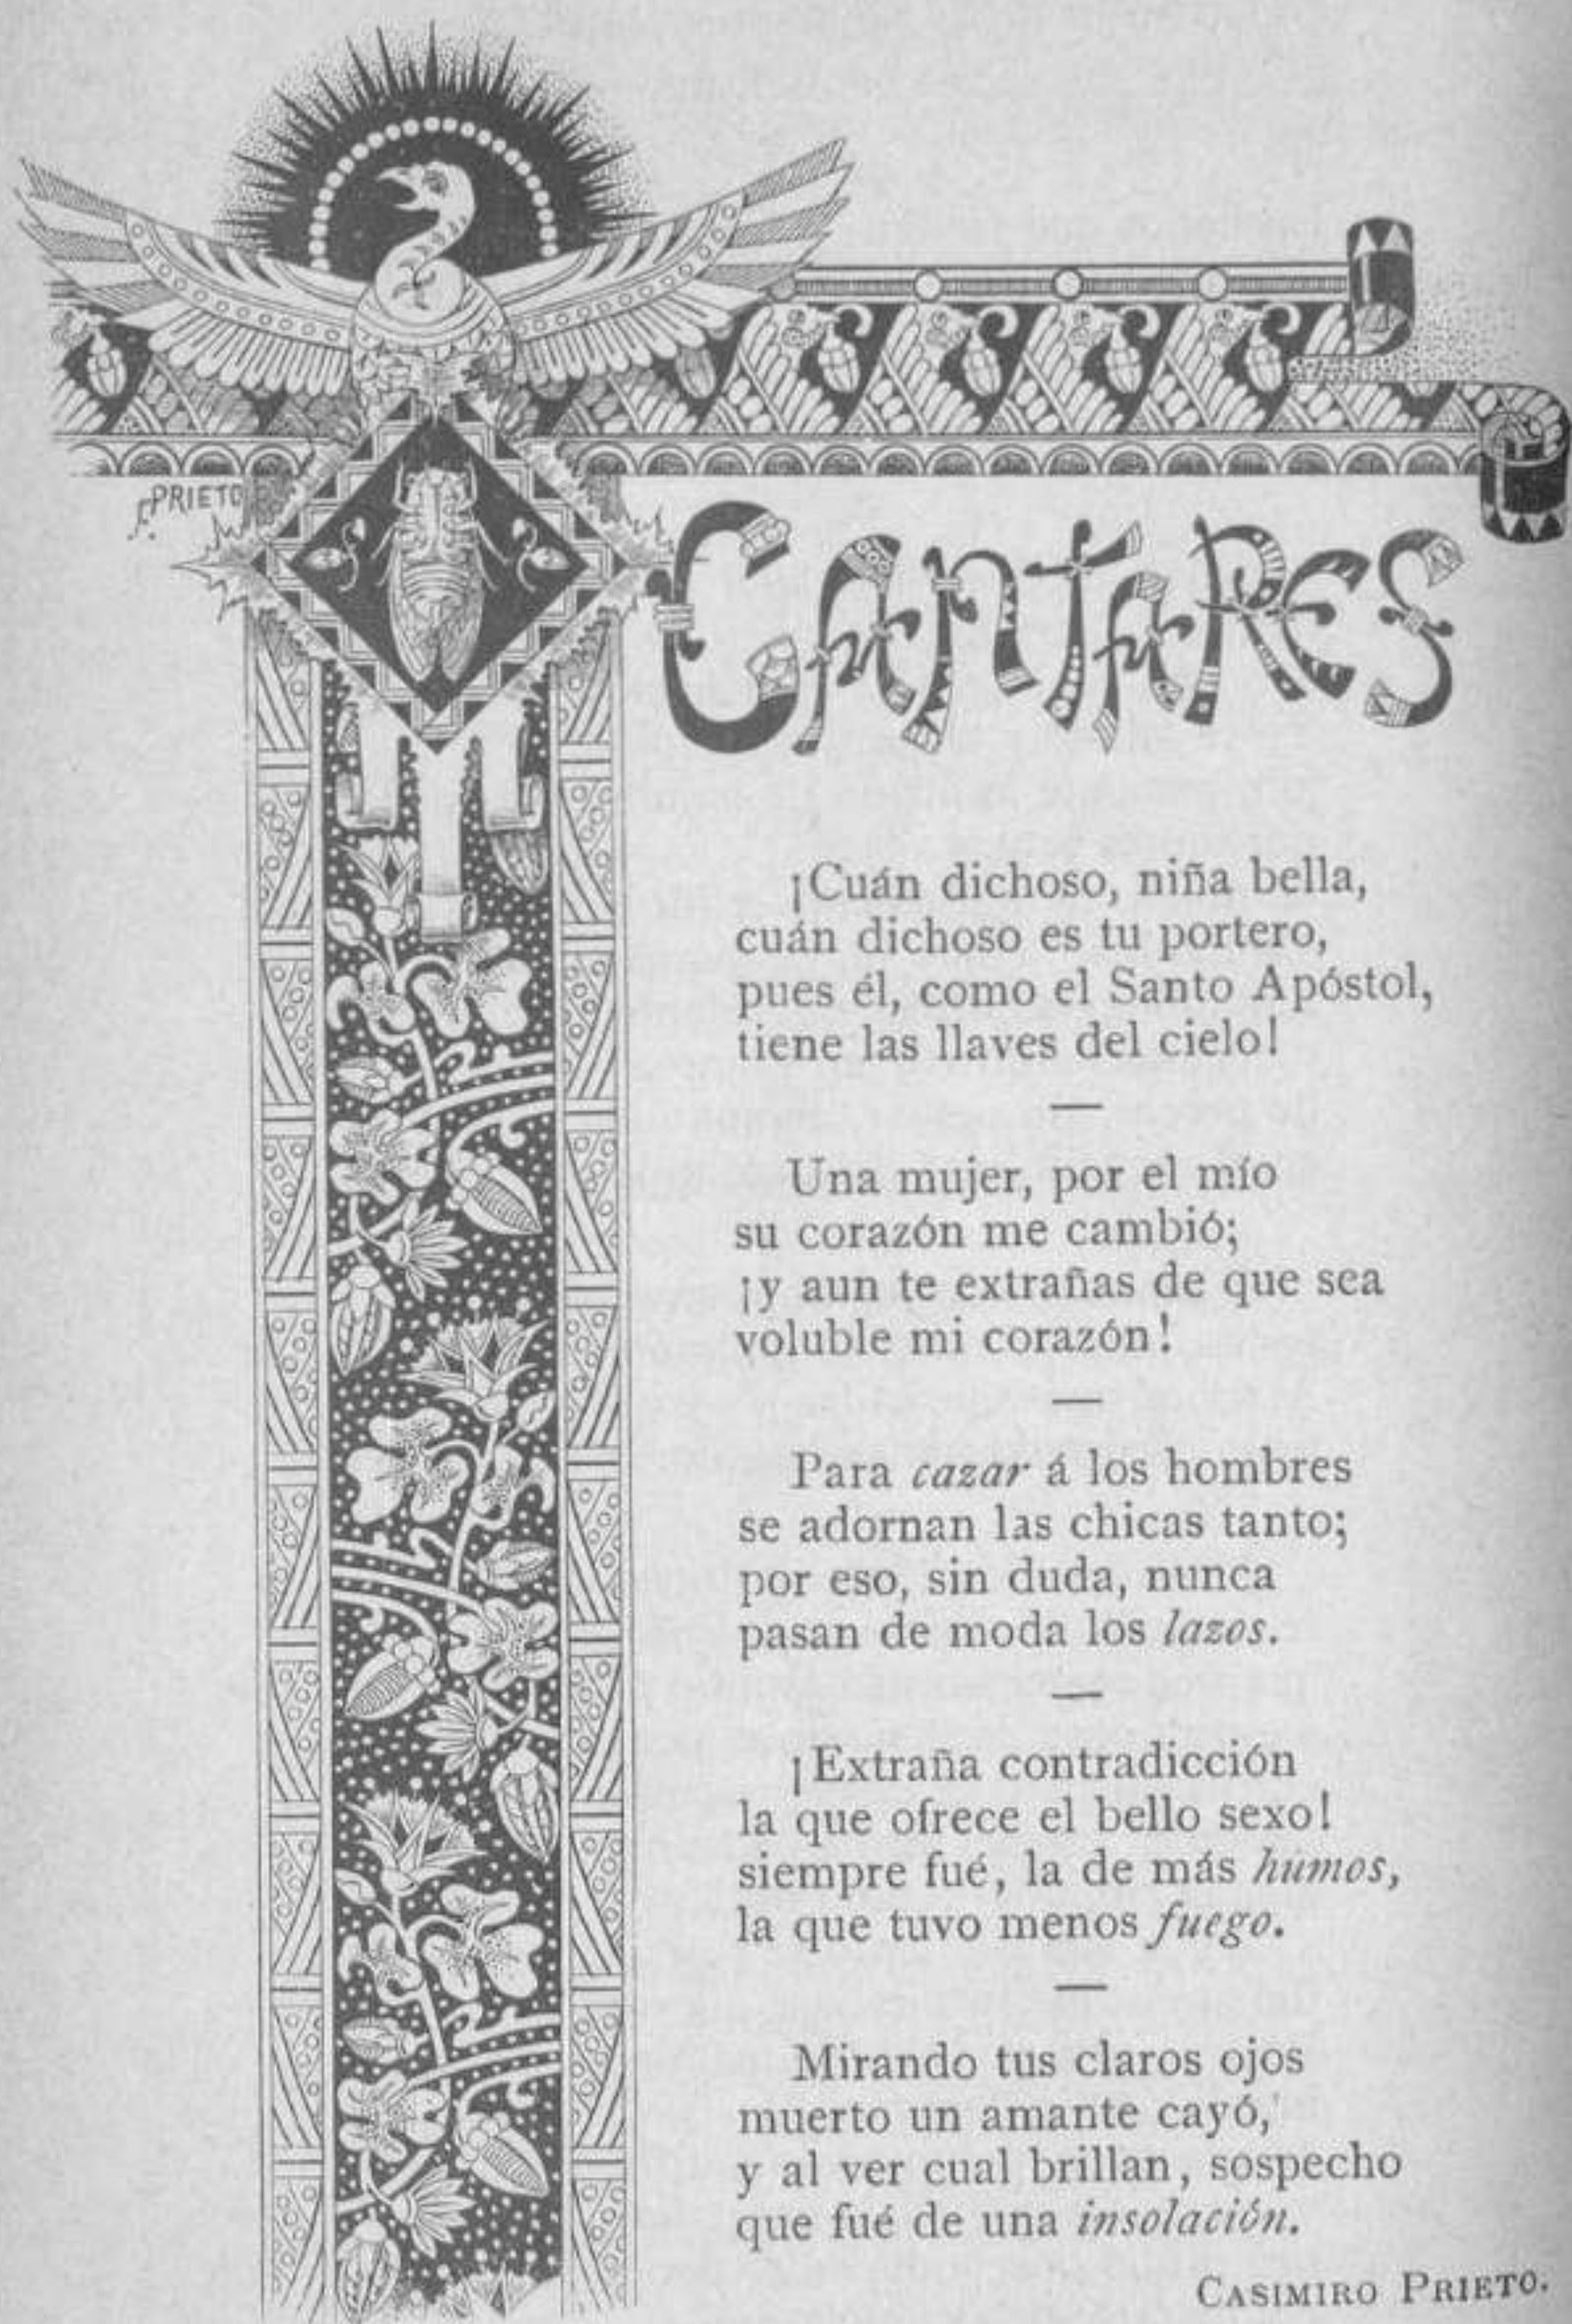 F. PRIETO
CANTARES
¡Cuán dichoso, niña bella,
cuán dichoso es tu portero,
pues él, como el Santo Apóstol,
tiene las llaves del cielo!
—
Una mujer, por el mío
su corazón me cambió;
¡y aun te extrañas de que sea
voluble mi corazón!
—
Para cazar á los hombres
se adornan las chicas tanto;
por eso, sin duda, nunca
pasan de moda los lazos.
—
¡Extraña contradicción
la que ofrece el bello sexo!
siempre fué, la de más humos,
la que tuvo menos fuego.
—
Mirando tus claros ojos
muerto un amante cayó,
y al ver cual brillan, sospecho
que fué de una insolación.
CASIMIRO PRIETO.